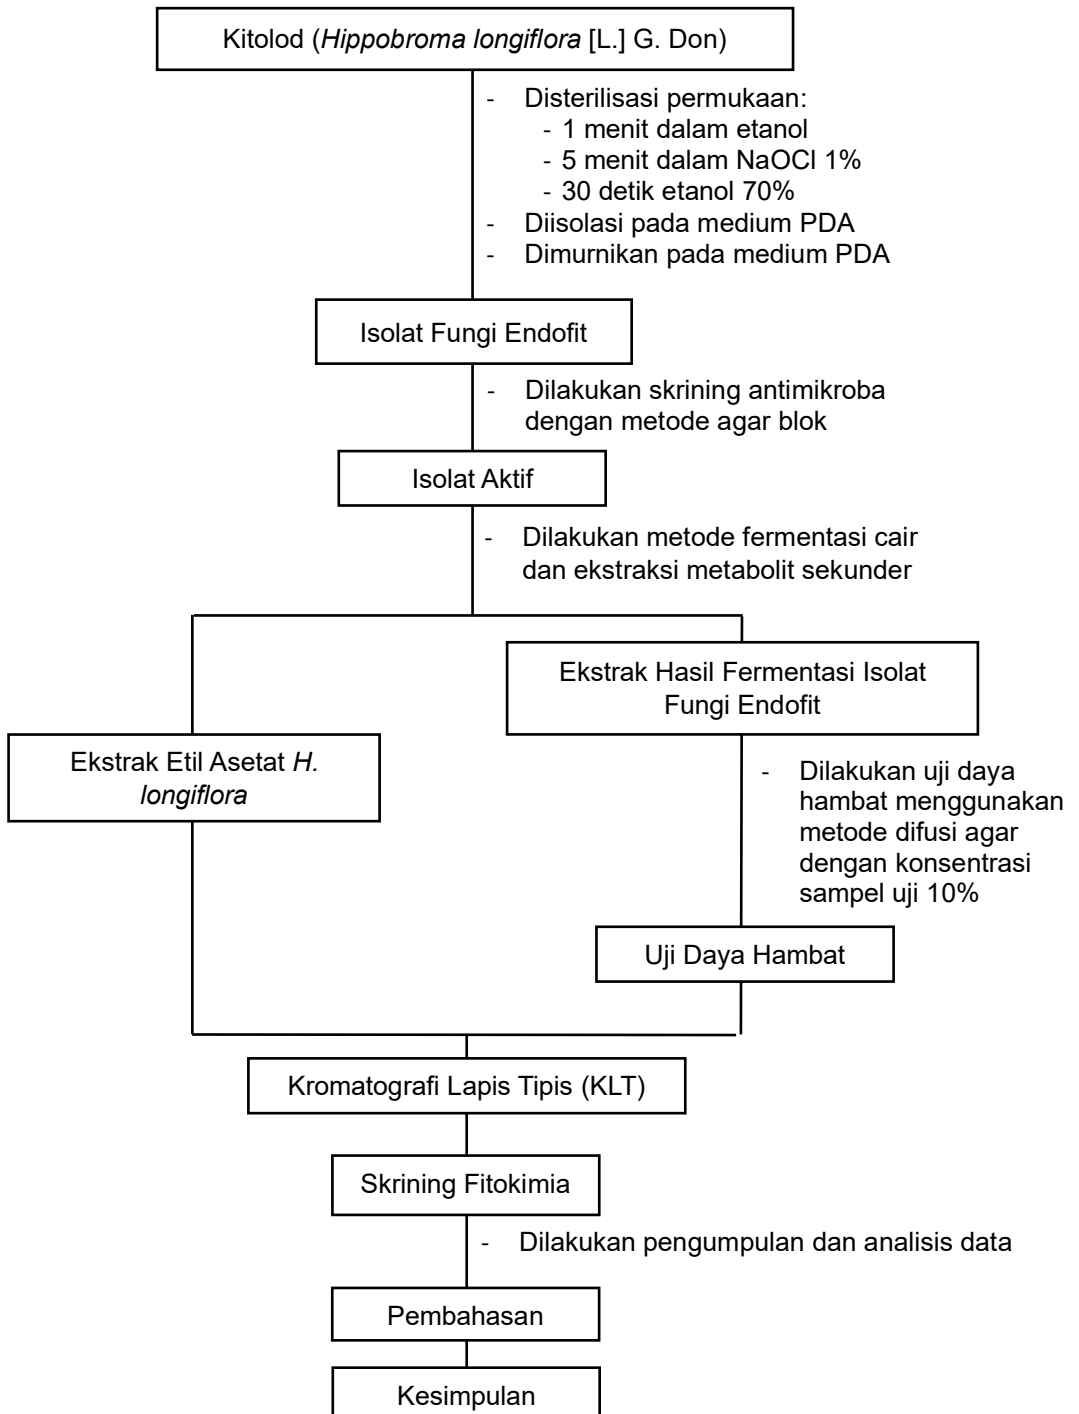 Kitolod (Hippobroma longiflora [L.] G. Don)
- Disterilisasi permukaan:
- 1 menit dalam etanol
- 5 menit dalam NaOCl 1%
- 30 detik etanol 70%
- Diisolasi pada medium PDA
- Dimurnikan pada medium PDA
Isolat Fungi Endofit
- Dilakukan skrining antimikroba
dengan metode agar blok
Isolat Aktif
- Dilakukan metode fermentasi cair
dan ekstraksi metabolit sekunder
Ekstrak Hasil Fermentasi Isolat
Fungi Endofit
Ekstrak Etil Asetat H.
longiflora
- Dilakukan uji daya
hambat menggunakan
metode difusi agar
dengan konsentrasi
sampel uji 10%
Uji Daya Hambat
Kromatografi Lapis Tipis (KLT)
Skrining Fitokimia
- Dilakukan pengumpulan dan analisis data
Pembahasan
Kesimpulan